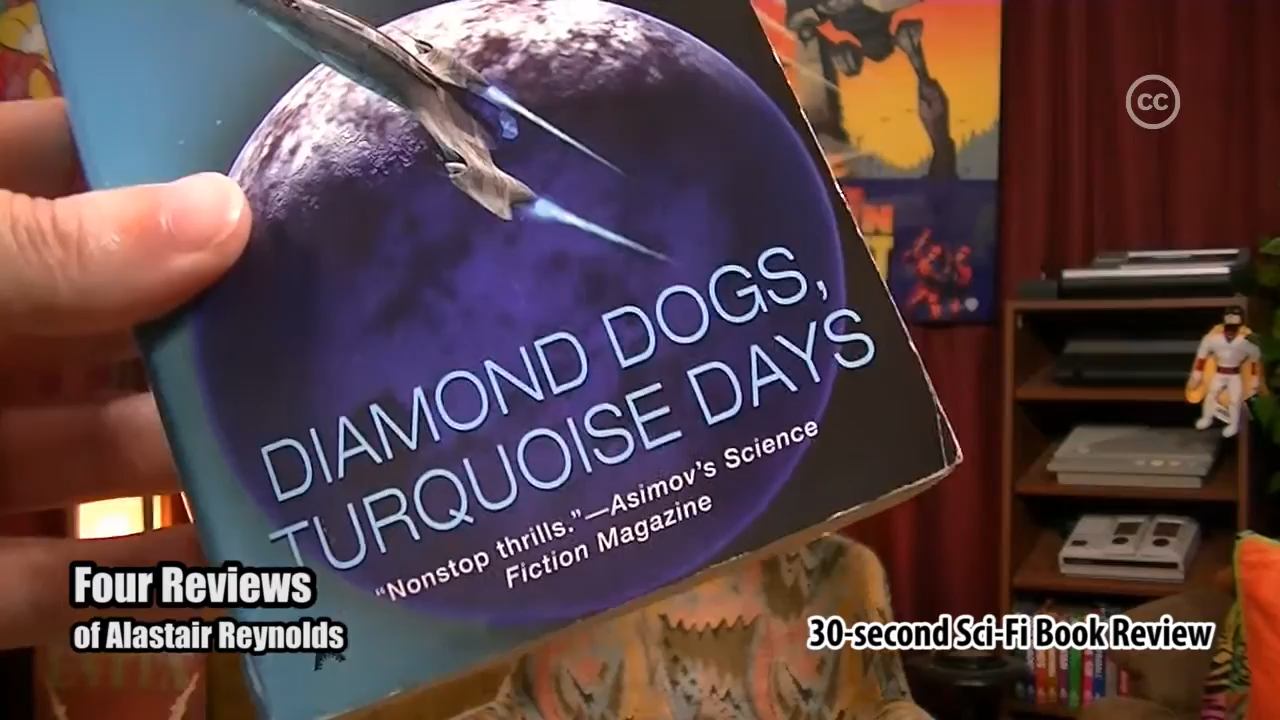 cc
DIAMOND DOGS,
TURQUOISE DAYS
“Nonstop thrills.”—Asimov’s Science
Fiction Magazine
Four Reviews
of Alastair Reynolds
30-second Sci-Fi Book Review